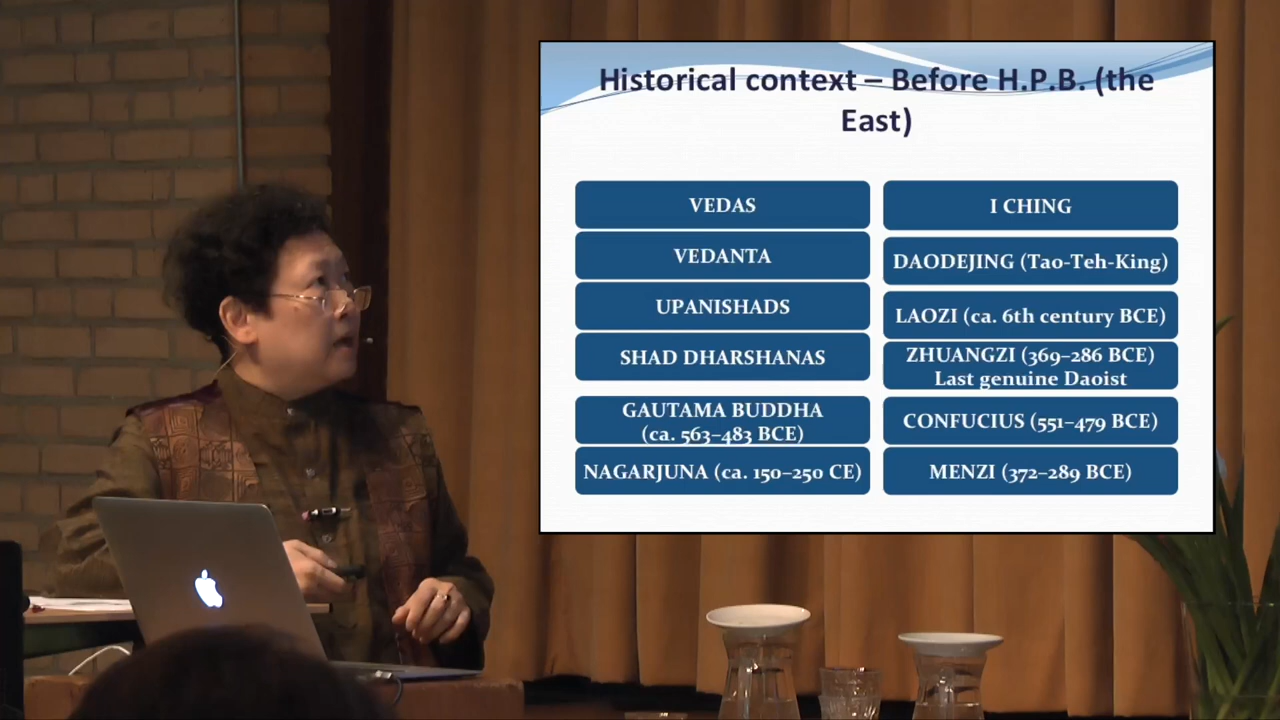 Historical context – Before H.P.B. (the
East)
VEDAS
VEDANTA
UPANISHADS
SHAD DHARSHANAS
GAUTAMA BUDDHA
(ca. 563–483 BCE)
NAGARJUNA (ca. 150–250 CE)
I CHING
DAODEJING (Tao-Teh-King)
LAOZI (ca. 6th century BCE)
ZHUANGZI (369–286 BCE)
Last genuine Daoist
CONFUCIUS (551–479 BCE)
MENZI (372–289 BCE)